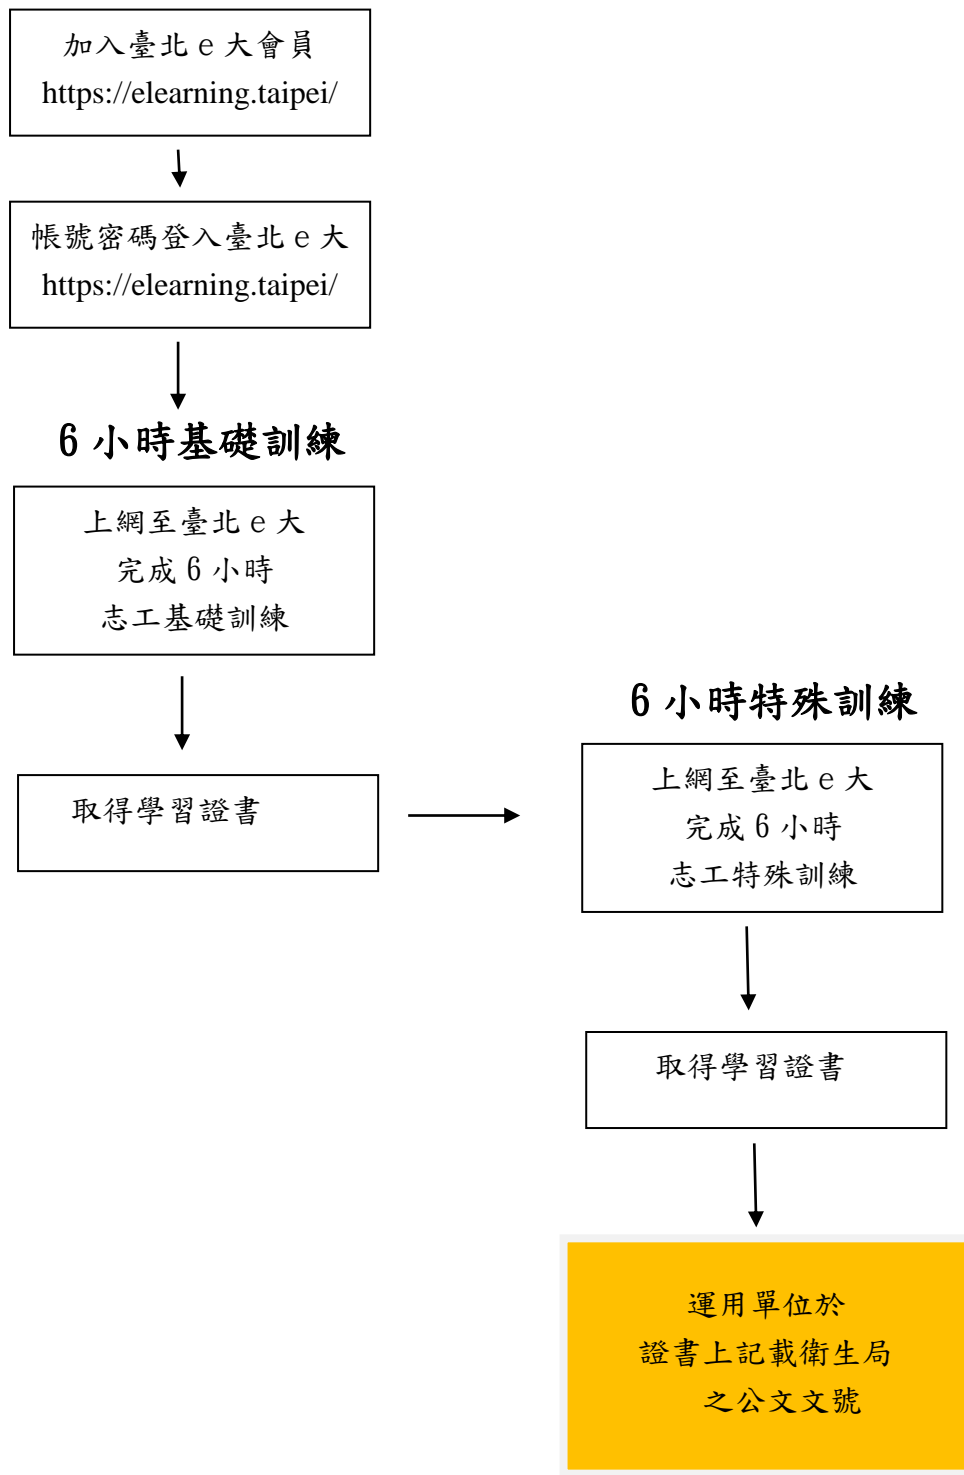 加入臺北 e 大會員
https://elearning.taipei/
帳號密碼登入臺北 e 大
https://elearning.taipei/
6 小時基礎訓練
上網至臺北 e 大
完成 6 小時
志工基礎訓練
取得學習證書
6 小時特殊訓練
上網至臺北 e 大
完成 6 小時
志工特殊訓練
取得學習證書
運用單位於
證書上記載衛生局
之公文文號